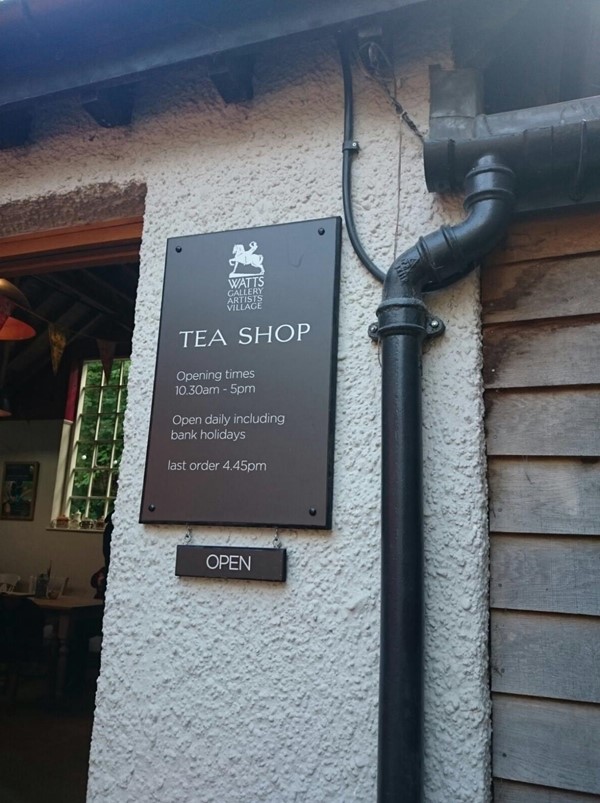 WATTS
GALLERY
ARTISTS
VILLAGE
TEA SHOP
Opening times
10.30am - 5pm
Open daily including
bank holidays
last order 4.45pm
OPEN